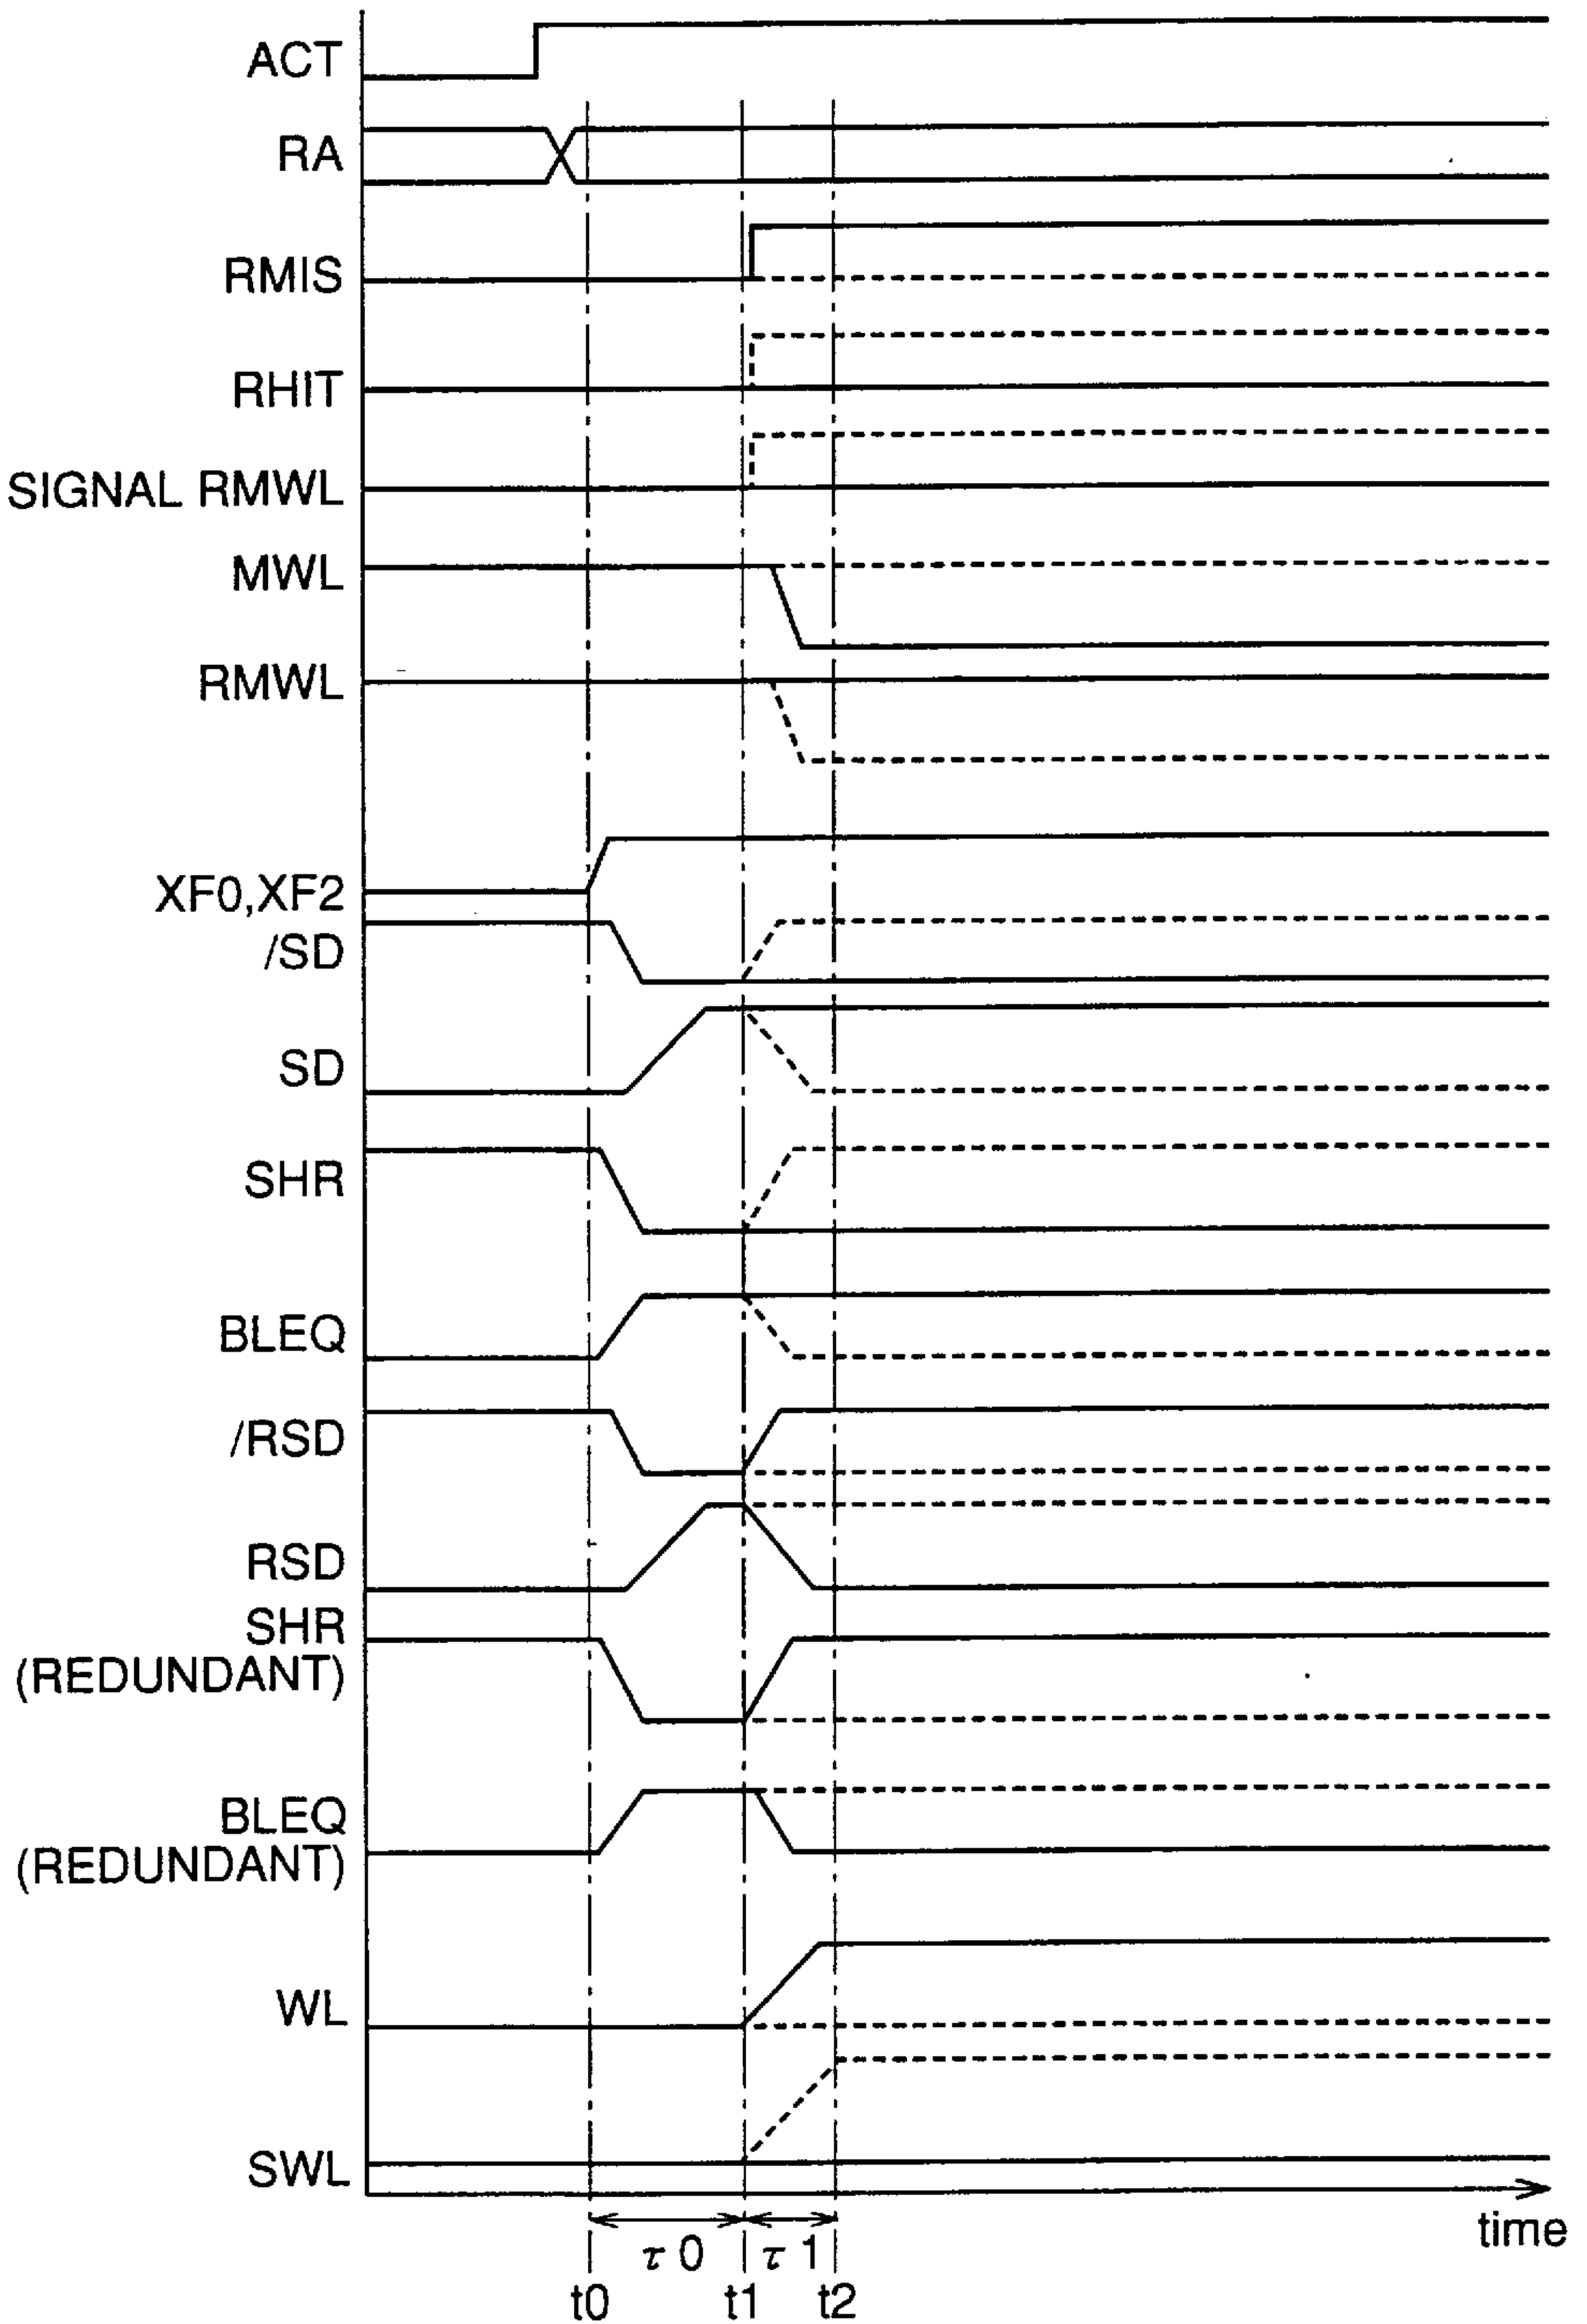 ACT
RA
RMIS
RHIT
SIGNAL RMWL
MWL
RMWL
XF0,XF2
/SD
SD
SHR
BLEQ
/RSD
RSD
SHR
(REDUNDANT)
BLEQ
(REDUNDANT)
WL
SWL
time
τ 0 τ 1
t0 t1 t2